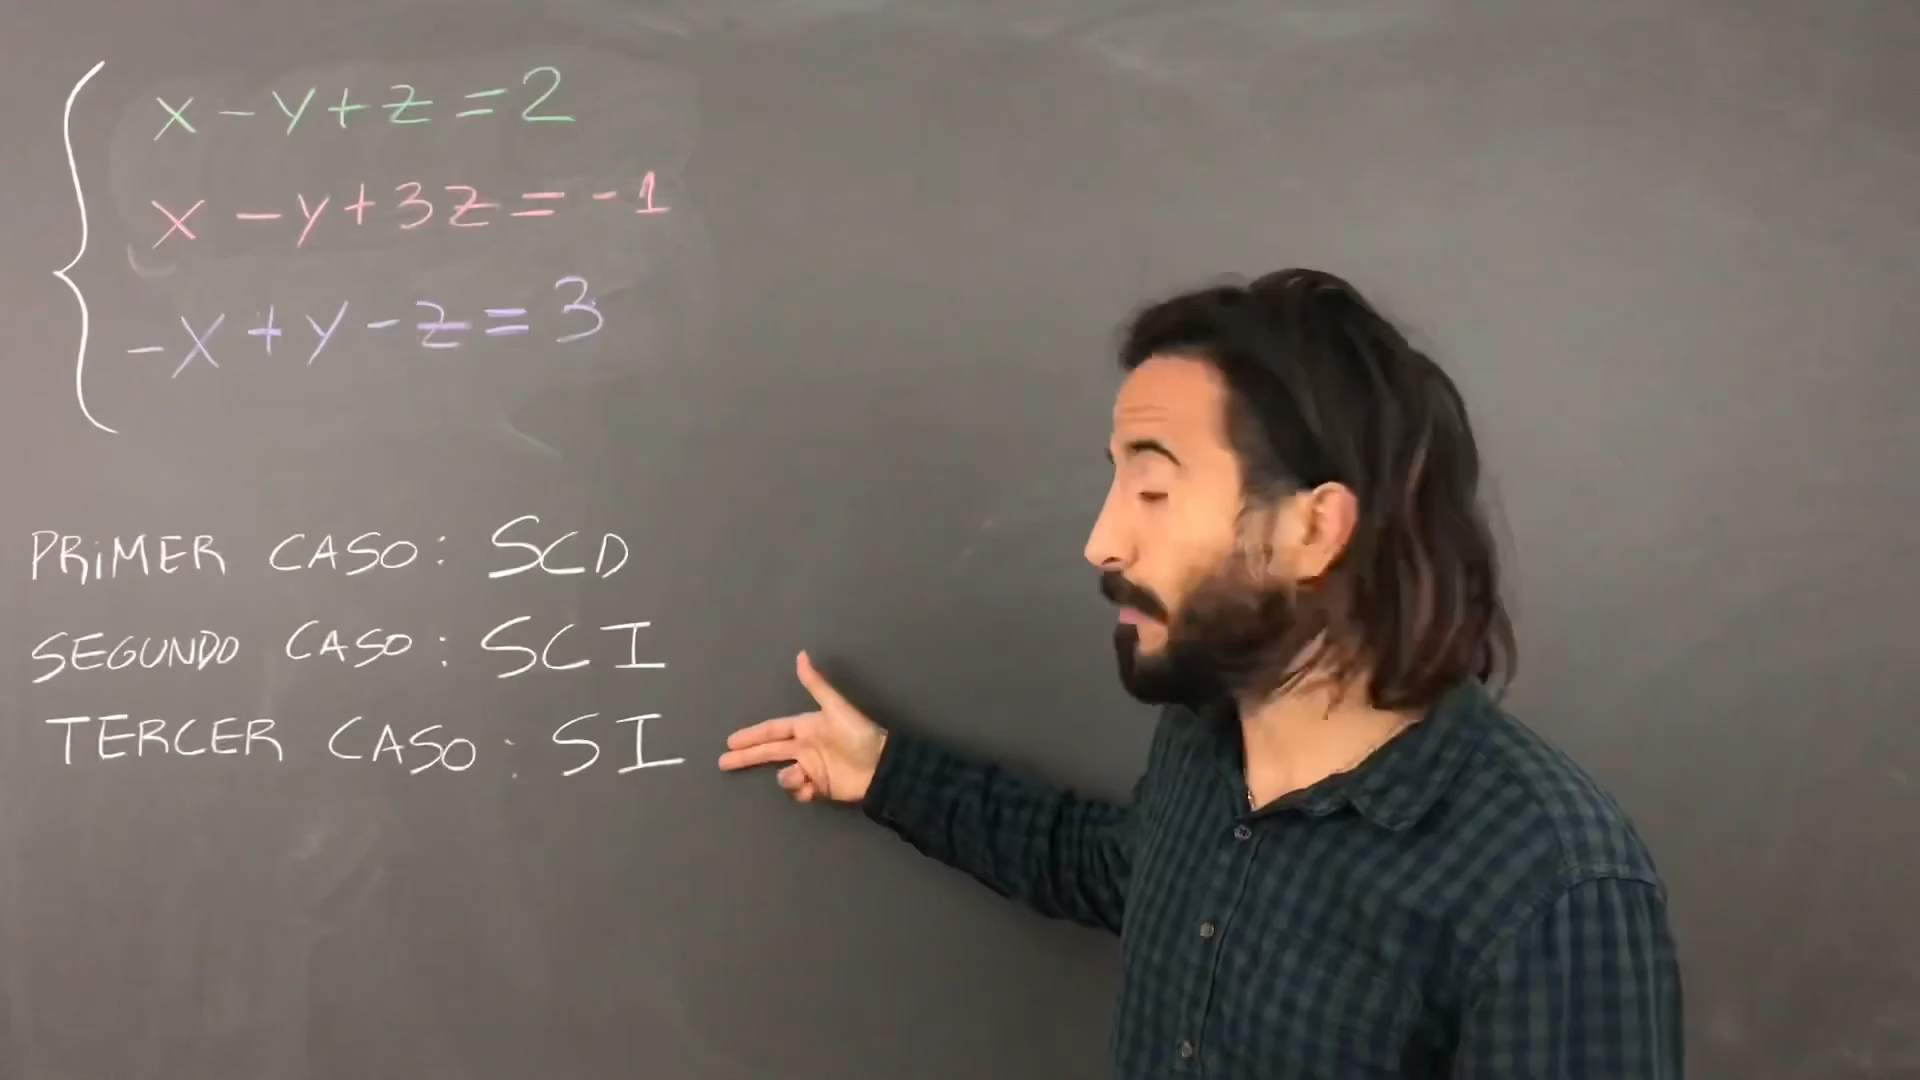 x - y + z = 2
x - y + 3z = -1
-x + y - z = 3
PRiMER CASO: SCD
SEGUNDO CASO: SCI
TERCER CASO: SI